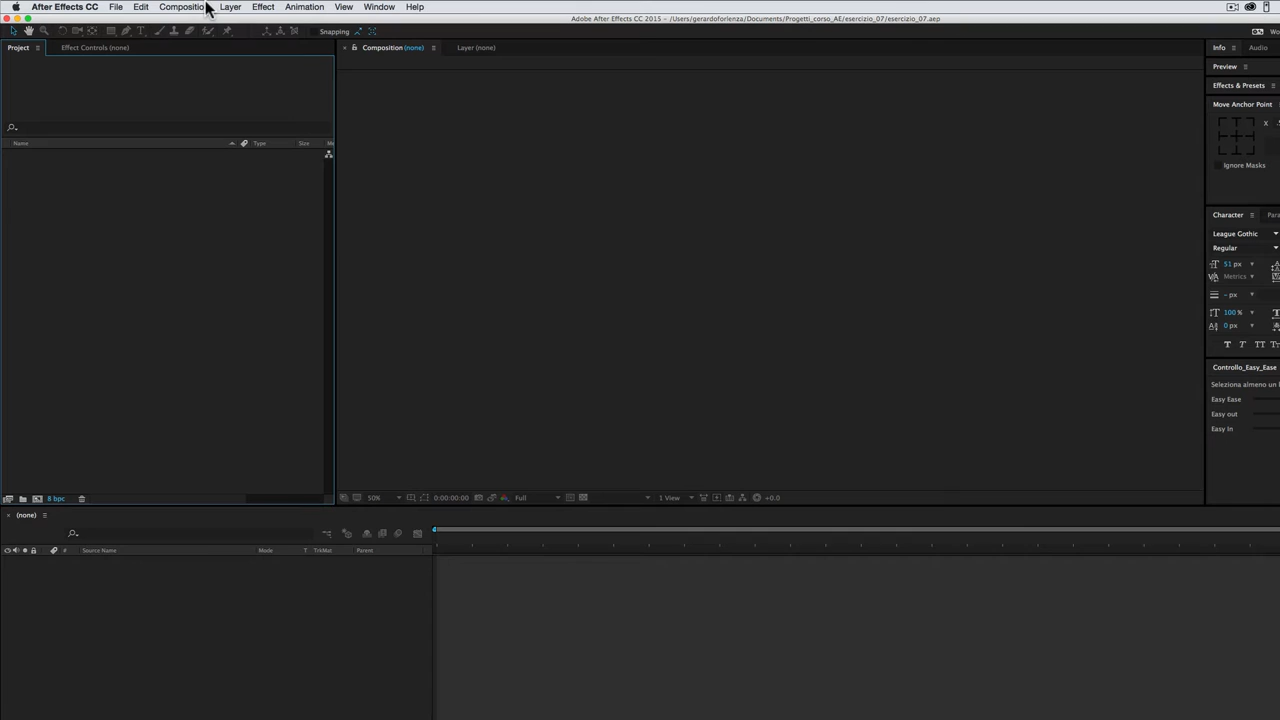 After Effects CC File Edit Composition Layer Effect Animation View Window Help
Adobe After Effects CC 2015 - /Users/gerardoforlenza/Documents/Progetti_corso_AE/esercizio_07/esercizio_07.aep
Snapping
Project Effect Controls (none) Composition (none) Layer (none) Info Audio
Preview
Effects & Presets
Move Anchor Point
X
Ignore Masks
Name Type Size
Character
League Gothic
Regular
51 px
Metrics
- px
100 %
0 px
T T TT
Controllo_Easy_Ease
Seleziona almeno un
Easy Ease
Easy out
Easy In
8 bpc 50% 0:00:00:00 Full 1 View +0.0
(none)
# Source Name Mode T TrkMat Parent